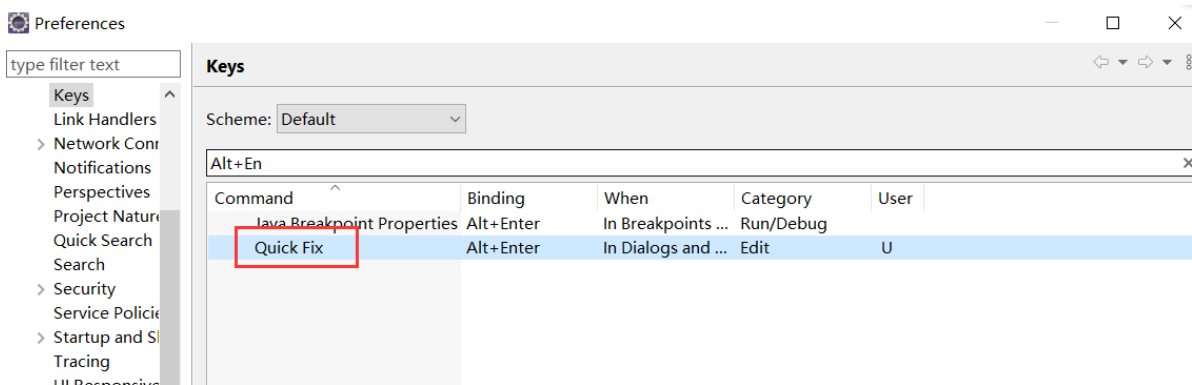 Preferences
type filter text
Keys
Link Handlers
Network Conn
Notifications
Perspectives
Project Nature
Quick Search
Search
Security
Service Policie
Startup and Sl
Tracing
Keys
Scheme: Default
Alt+En
Command Binding When Category User
Java Breakpoint Properties Alt+Enter In Breakpoints ... Run/Debug
Quick Fix Alt+Enter In Dialogs and ... Edit U